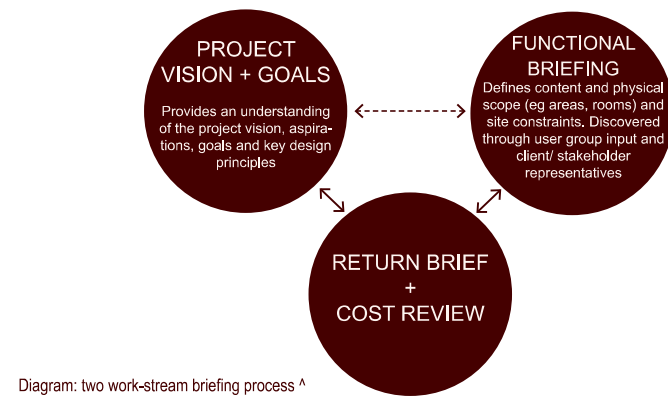 PROJECT
VISION + GOALS
Provides an understanding
of the project vision, aspira-
tions, goals and key design
principles
FUNCTIONAL
BRIEFING
Defines content and physical
scope (eg areas, rooms) and
site constraints. Discovered
through user group input and
client/ stakeholder
representatives
RETURN BRIEF
+
COST REVIEW
Diagram: two work-stream briefing process ^